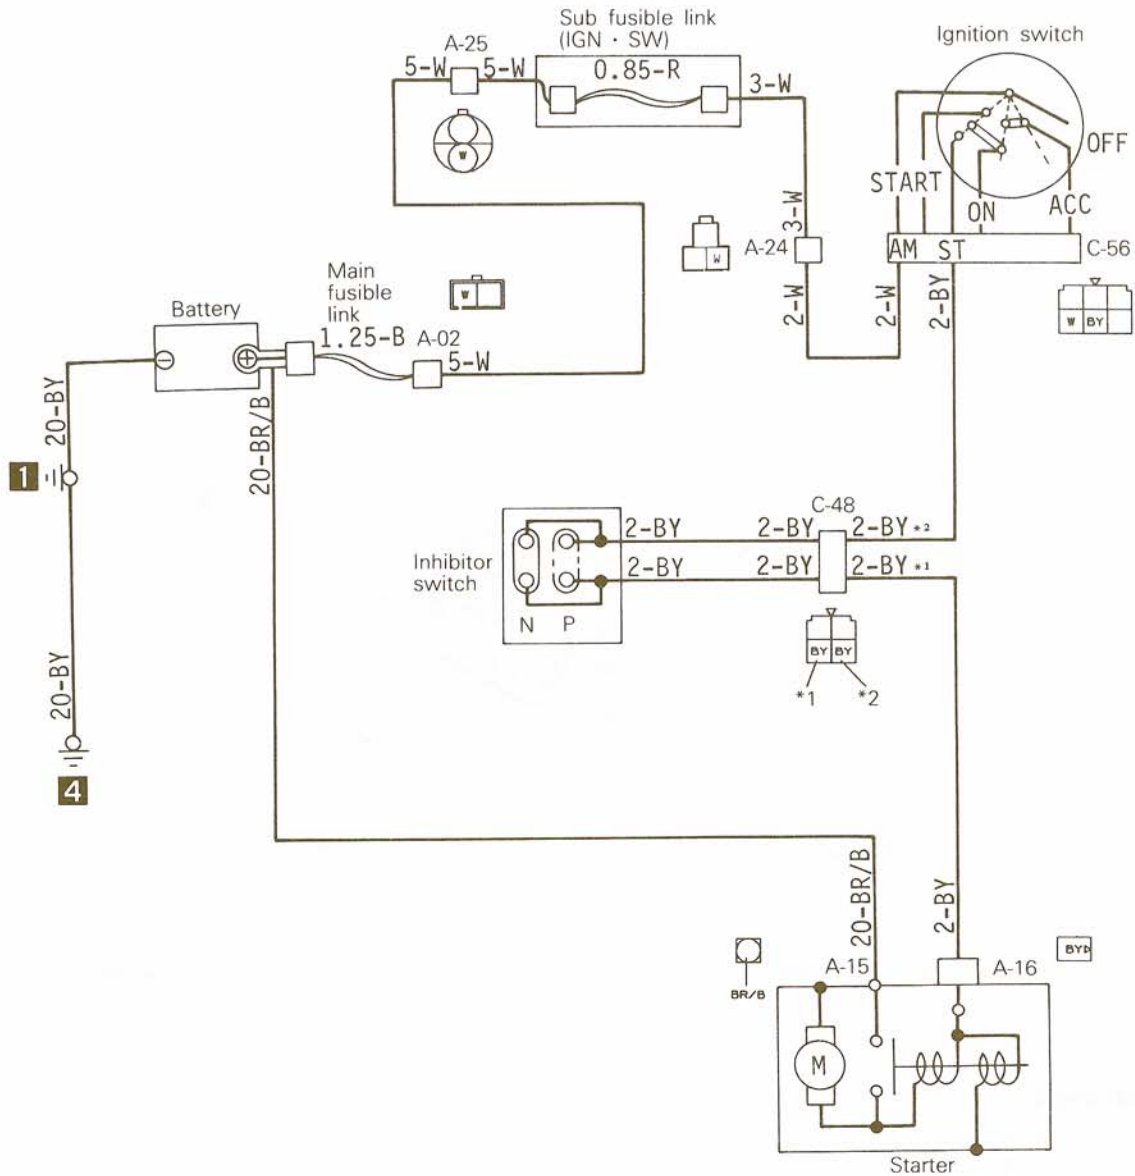 Sub fusible link
(IGN · SW)
A-25
5-W
5-W
0.85-R
3-W
Ignition switch
W
OFF
START
ON
ACC
3-W
A-24
W
AM ST
C-56
2-W
2-W
2-BY
W BY
Main
fusible
link
W
Battery
1.25-B
A-02
5-W
20-BY
20-BR/B
1
C-48
2-BY
2-BY
2-BY *2
Inhibitor
switch
2-BY
2-BY
2-BY *1
N P
BY BY
*1 *2
20-BY
4
20-BR/B
2-BY
A-15
A-16
BY
BR/B
M
Starter